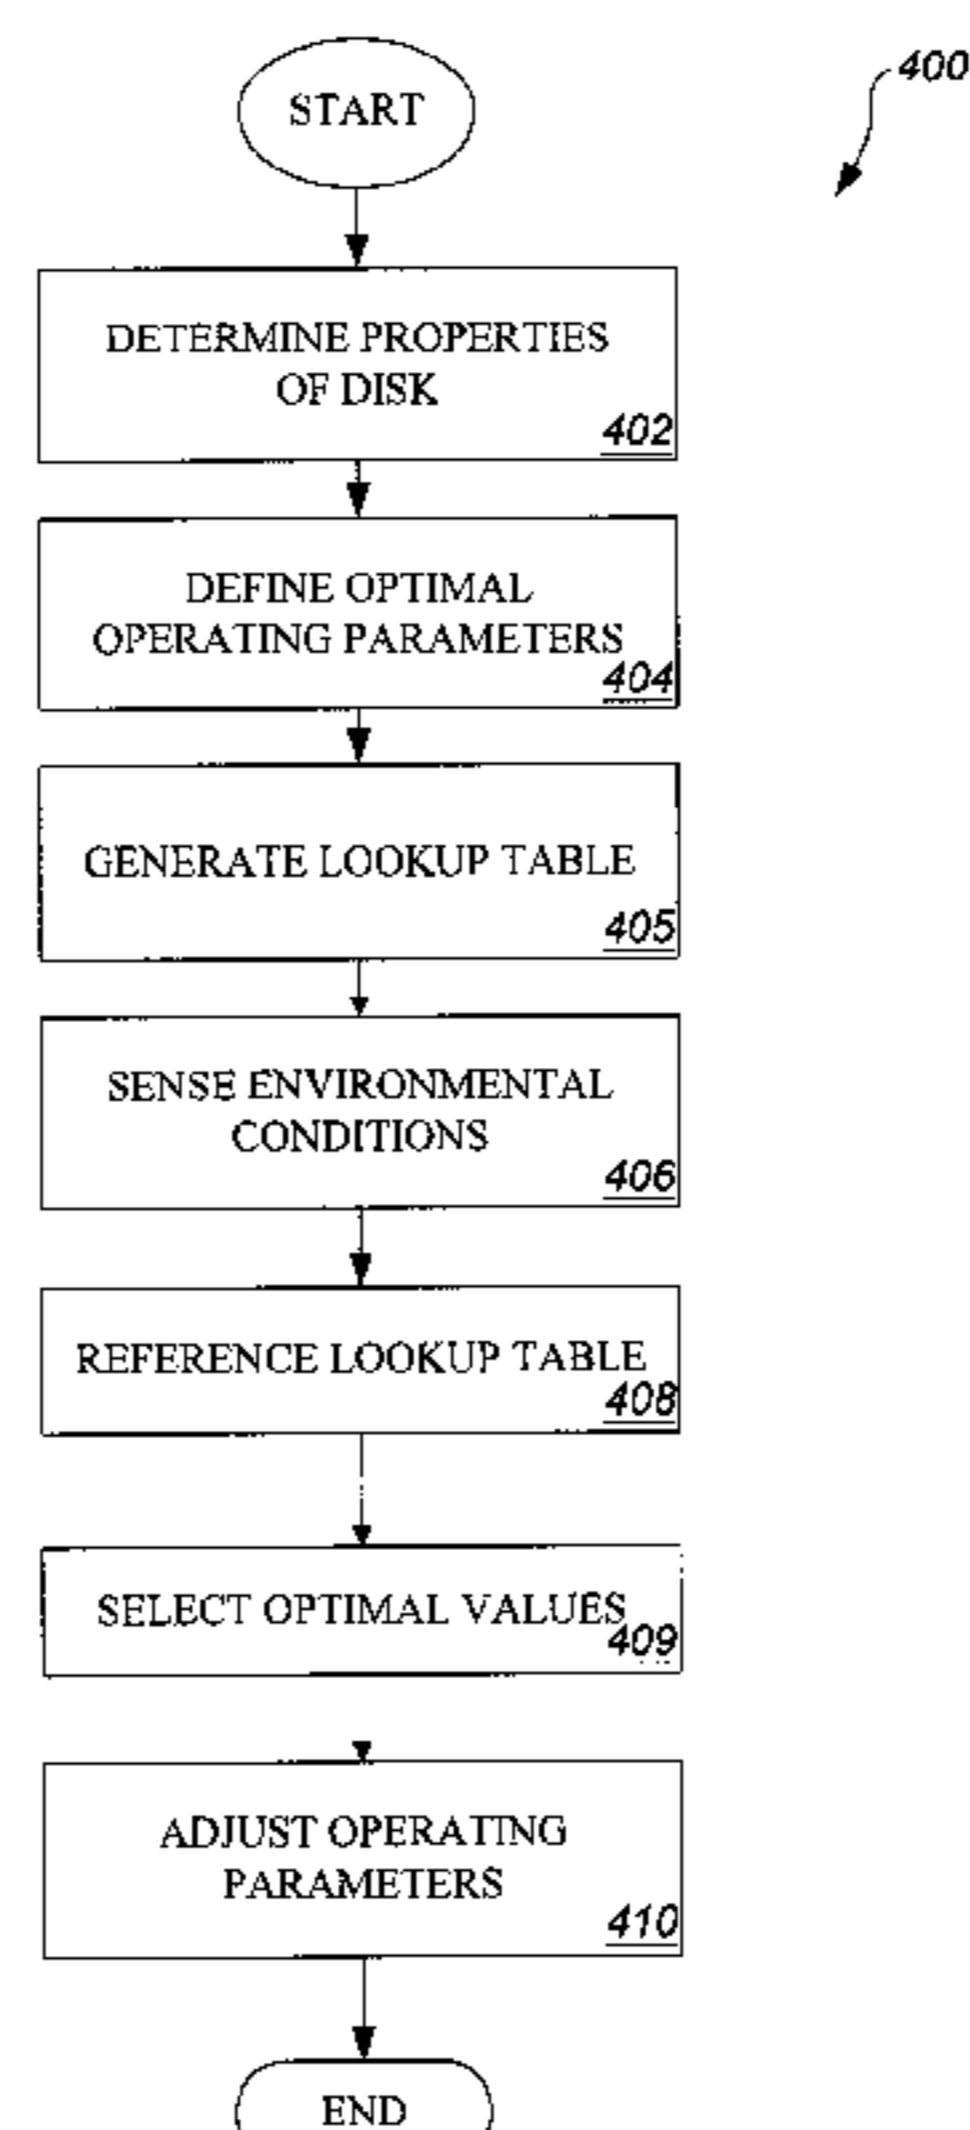 START
400
DETERMINE PROPERTIES
OF DISK
402
DEFINE OPTIMAL
OPERATING PARAMETERS
404
GENERATE LOOKUP TABLE
405
SENSE ENVIRONMENTAL
CONDITIONS
406
REFERENCE LOOKUP TABLE
408
SELECT OPTIMAL VALUES
409
ADJUST OPERATING
PARAMETERS
410
END